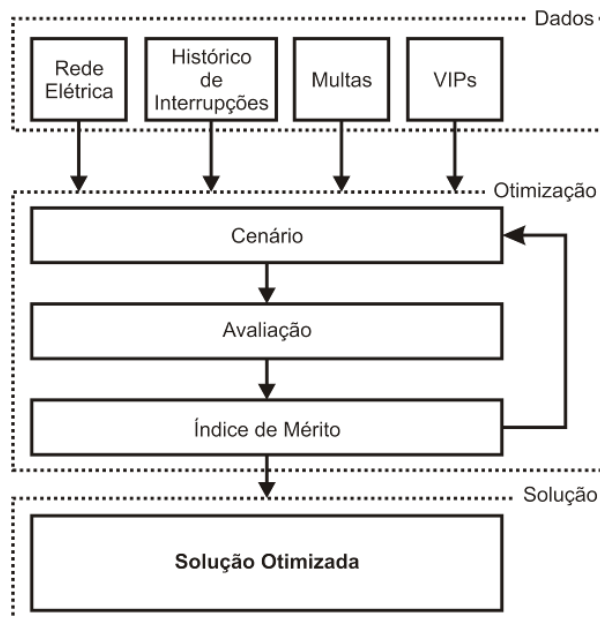 Dados
Rede
Elétrica
Histórico
de
Interrupções
Multas
VIPs
Otimização
Cenário
Avaliação
Índice de Mérito
Solução
Solução Otimizada